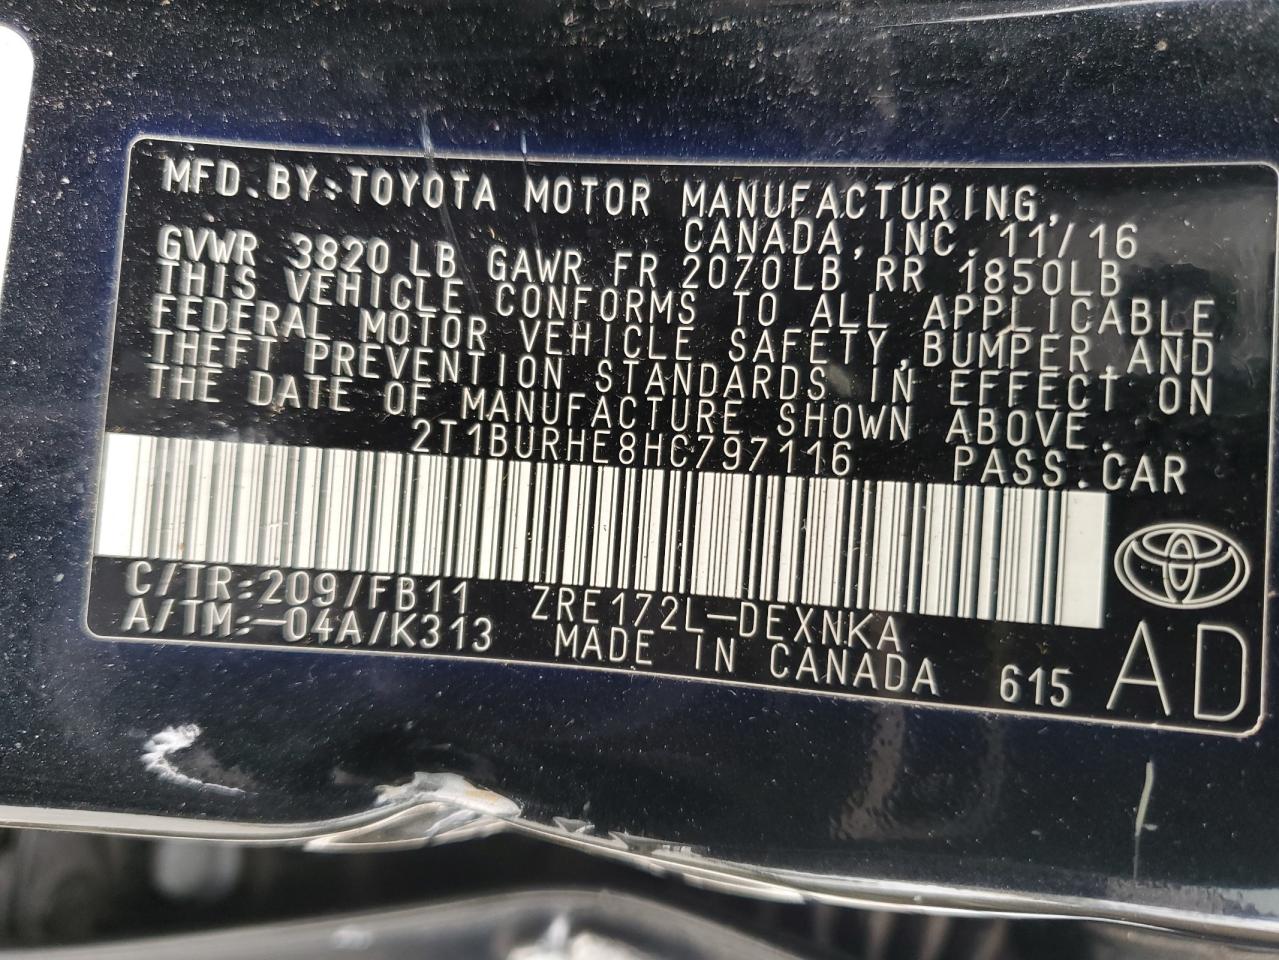 MFD.BY:TOYOTA MOTOR MANUFACTURING,
CANADA,INC. 11/16
GVWR 3820 LB GAWR FR 2070LB RR 1850LB
THIS VEHICLE CONFORMS TO ALL APPLICABLE
FEDERAL MOTOR VEHICLE SAFETY,BUMPER,AND
THEFT PREVENTION STANDARDS IN EFFECT ON
THE DATE OF MANUFACTURE SHOWN ABOVE.
2T1BURHE8HC797116 PASS.CAR
C/TR:209/FB11 ZRE172L-DEXNKA
A/TM:-04A/K313 MADE IN CANADA 615 AD